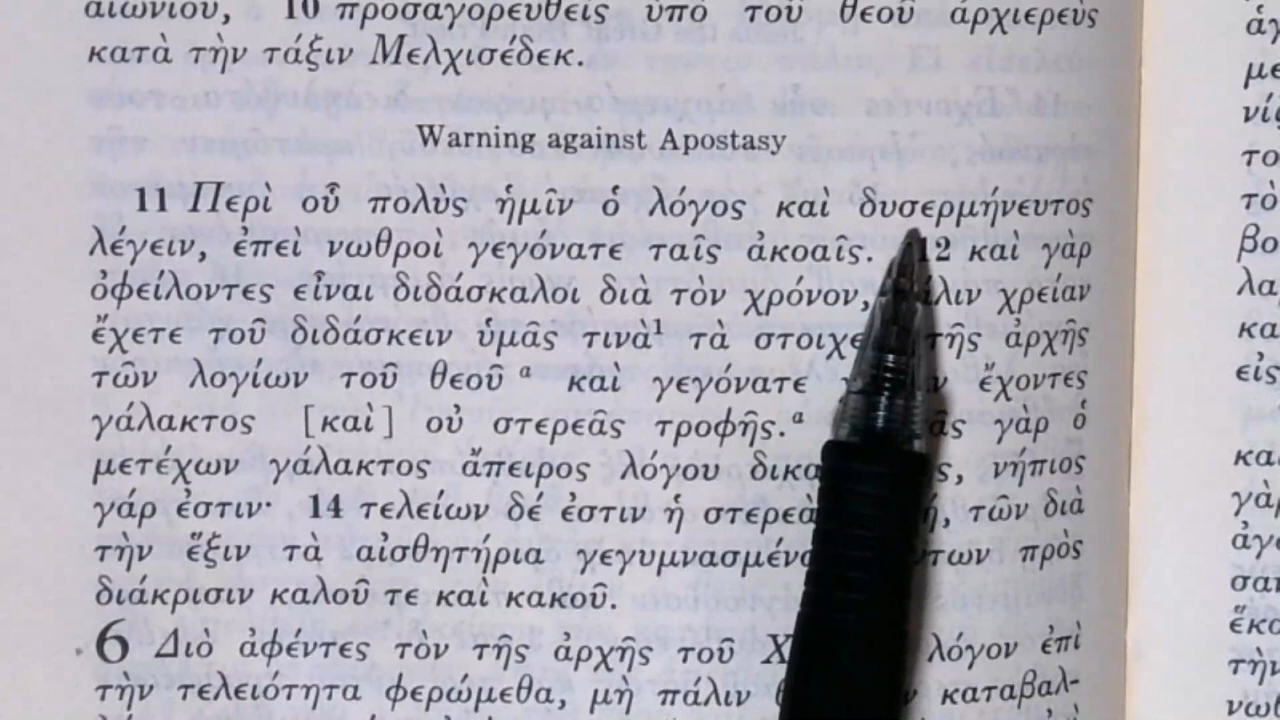 αἰωνίου, 10 προσαγορευθεὶς ὑπὸ τοῦ θεοῦ ἀρχιερεὺς
κατὰ τὴν τάξιν Μελχισέδεκ.
Warning against Apostasy
11 Περὶ οὗ πολὺς ἡμῖν ὁ λόγος καὶ δυσερμήνευτος
λέγειν, ἐπεὶ νωθροὶ γεγόνατε ταῖς ἀκοαῖς. 12 καὶ γὰρ
ὀφείλοντες εἶναι διδάσκαλοι διὰ τὸν χρόνον, χρείαν
ἔχετε τοῦ διδάσκειν ὑμᾶς τινὰ¹ τὰ τῆς ἀρχῆς
τῶν λογίων τοῦ θεοῦ ᵃ καὶ γεγόνατε ἔχοντες
γάλακτος [καὶ] οὐ στερεᾶς τροφῆς.ᵃ γὰρ ὁ
μετέχων γάλακτος ἄπειρος λόγου νήπιος
γάρ ἐστιν· 14 τελείων δέ ἐστιν ἡ στερεὰ τῶν διὰ
τὴν ἕξιν τὰ αἰσθητήρια πρὸς
διάκρισιν καλοῦ τε καὶ κακοῦ.
6 Διὸ ἀφέντες τὸν τῆς ἀρχῆς τοῦ λόγον ἐπὶ
τὴν τελειότητα φερώμεθα, μὴ πάλιν καταβαλ-